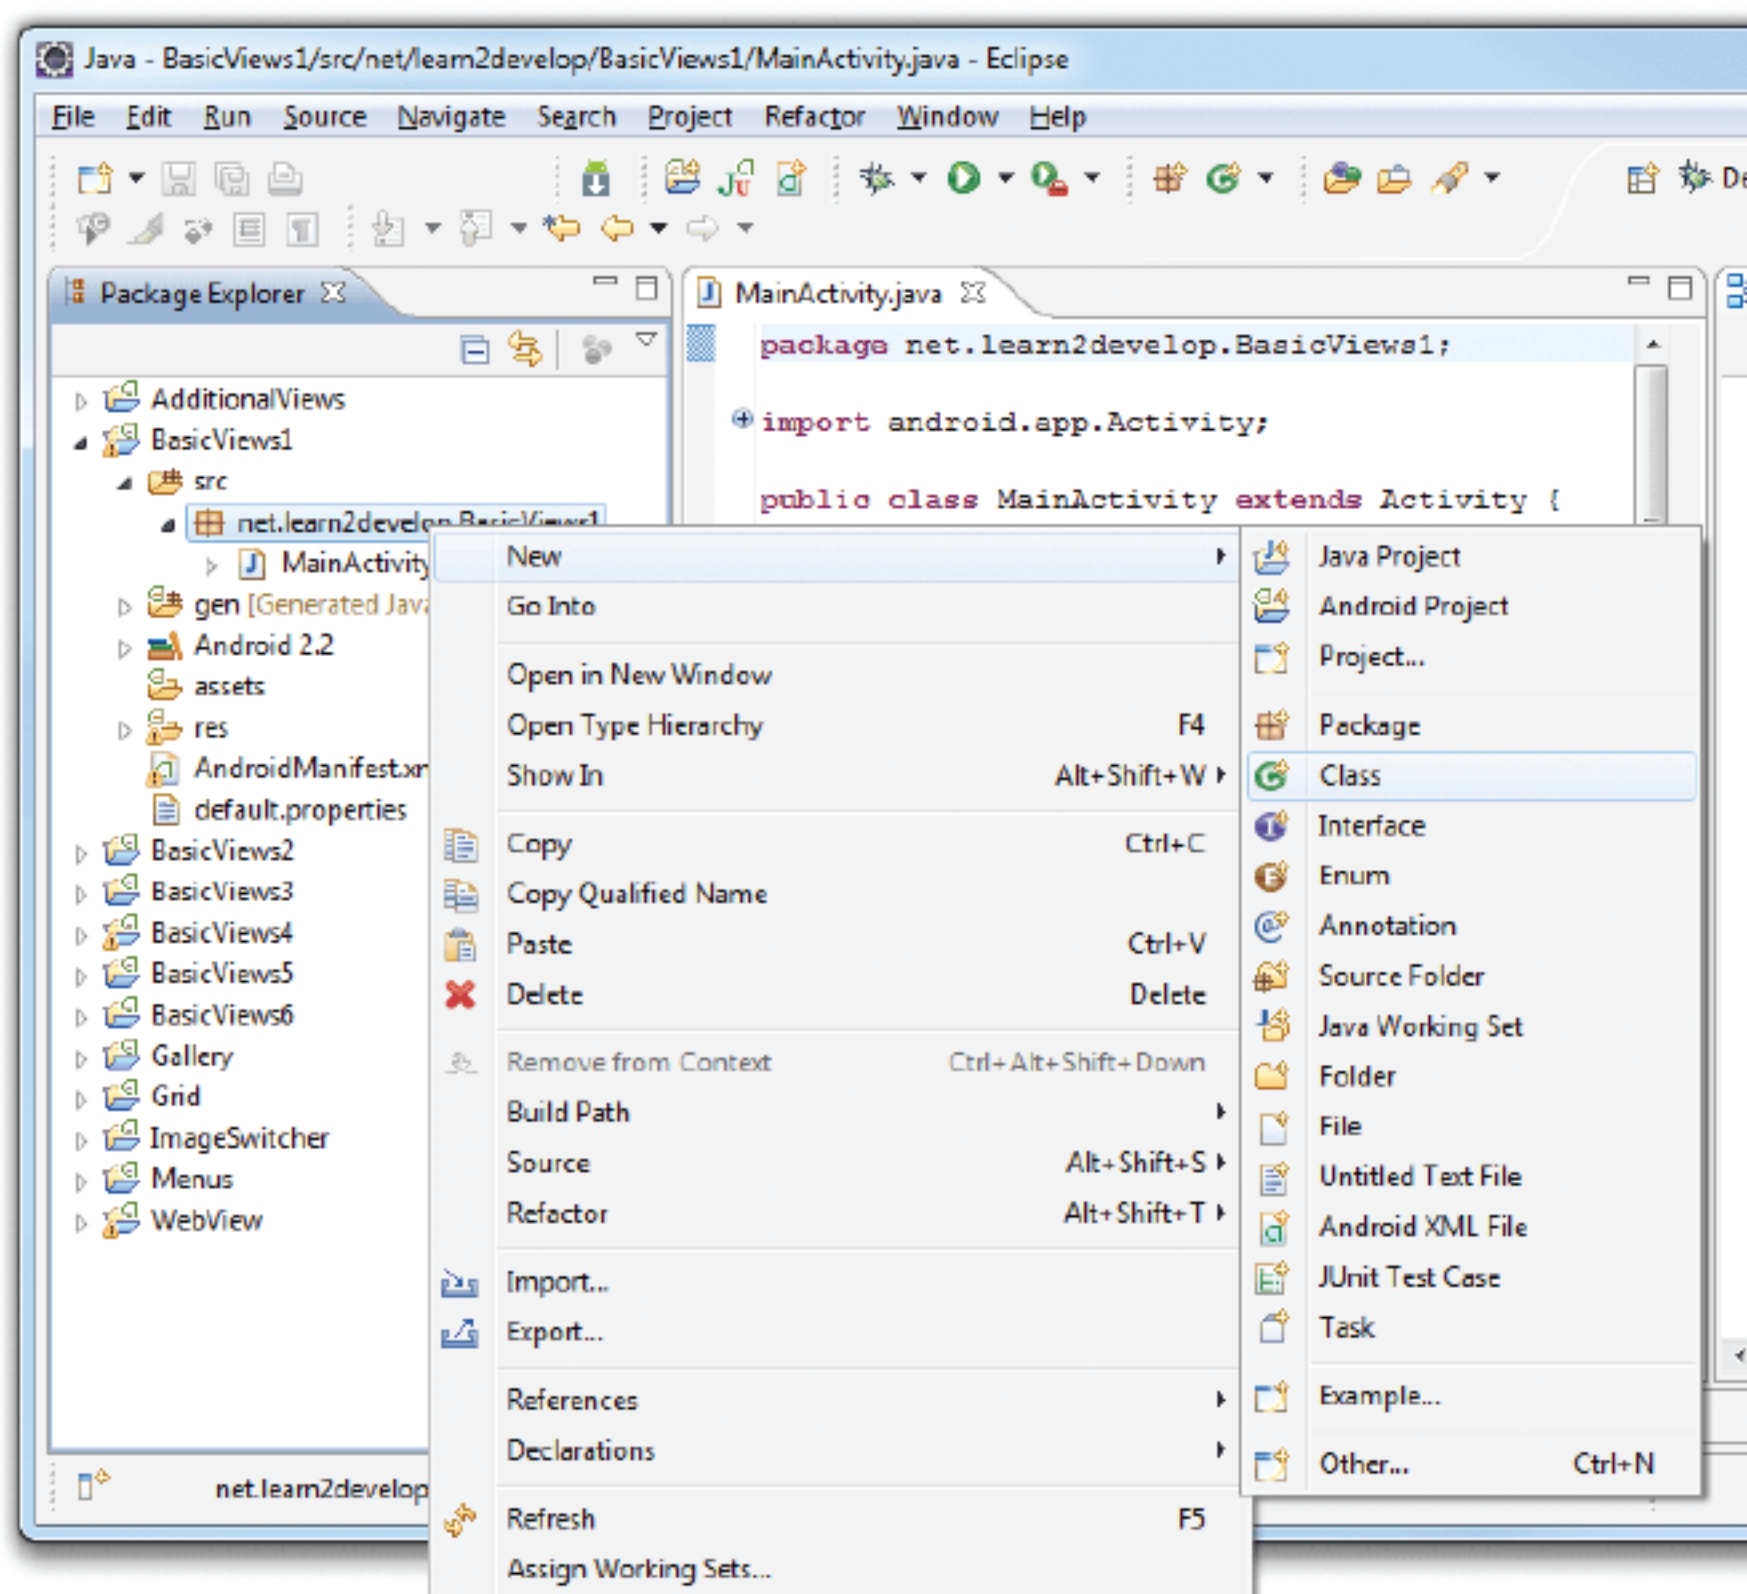 Java - BasicViews1/src/net/learn2develop/BasicViews1/MainActivity.java - Eclipse
File Edit Run Source Navigate Search Project Refactor Window Help
De
Package Explorer
MainActivity.java
AdditionalViews
BasicViews1
src
net.learn2develop.BasicViews1
MainActivity
gen [Generated Java
Android 2.2
assets
res
AndroidManifest.xm
default.properties
BasicViews2
BasicViews3
BasicViews4
BasicViews5
BasicViews6
Gallery
Grid
ImageSwitcher
Menus
WebView
net.learn2develop
package net.learn2develop.BasicViews1;
import android.app.Activity;
public class MainActivity extends Activity {
New
Go Into
Open in New Window
Open Type Hierarchy F4
Show In Alt+Shift+W
Copy Ctrl+C
Copy Qualified Name
Paste Ctrl+V
Delete Delete
Remove from Context Ctrl+Alt+Shift+Down
Build Path
Source Alt+Shift+S
Refactor Alt+Shift+T
Import...
Export...
References
Declarations
Refresh F5
Assign Working Sets...
Java Project
Android Project
Project...
Package
Class
Interface
Enum
Annotation
Source Folder
Java Working Set
Folder
File
Untitled Text File
Android XML File
JUnit Test Case
Task
Example...
Other... Ctrl+N